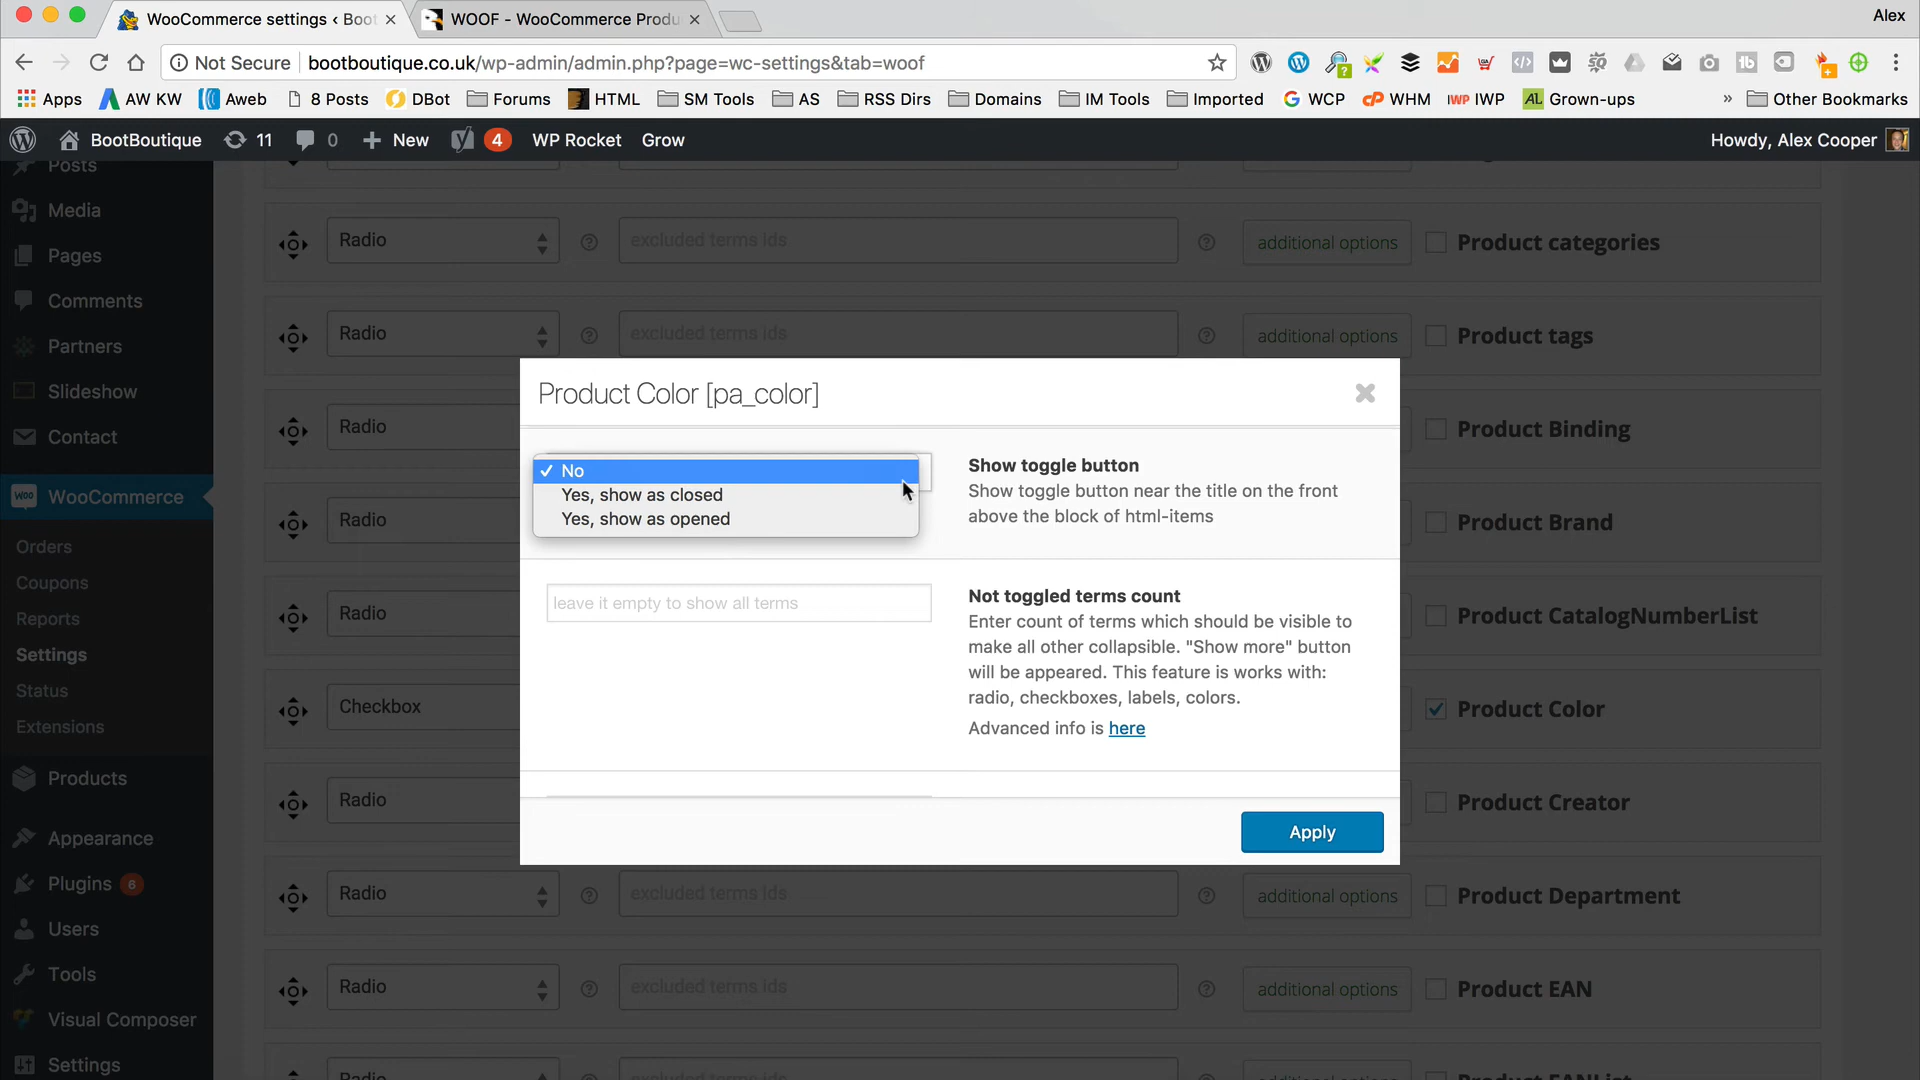 WooCommerce settings ‹ Boot
WOOF - WooCommerce Produ
Alex
Not Secure
bootboutique.co.uk/wp-admin/admin.php?page=wc-settings&tab=woof
Apps
AW KW
Aweb
8 Posts
DBot
Forums
HTML
SM Tools
AS
RSS Dirs
Domains
IM Tools
Imported
WCP
WHM
IWP
Grown-ups
»
Other Bookmarks
BootBoutique
11
0
New
4
WP Rocket
Grow
Howdy, Alex Cooper
Posts
Media
Pages
Comments
Partners
Slideshow
Contact
WooCommerce
Orders
Coupons
Reports
Settings
Status
Extensions
Products
Appearance
Plugins 6
Users
Tools
Visual Composer
Settings
Radio
excluded terms ids
additional options
Product categories
Radio
excluded terms ids
additional options
Product tags
Radio
Product Binding
Radio
Product Brand
Radio
Product CatalogNumberList
Checkbox
Product Color
Radio
Product Creator
Radio
excluded terms ids
additional options
Product Department
Radio
excluded terms ids
additional options
Product EAN
Radio
excluded terms ids
additional options
Product EANList
Product Color [pa_color]
No
Yes, show as closed
Yes, show as opened
Show toggle button
Show toggle button near the title on the front
above the block of html-items
leave it empty to show all terms
Not toggled terms count
Enter count of terms which should be visible to
make all other collapsible. "Show more" button
will be appeared. This feature is works with:
radio, checkboxes, labels, colors.
Advanced info is here
Apply